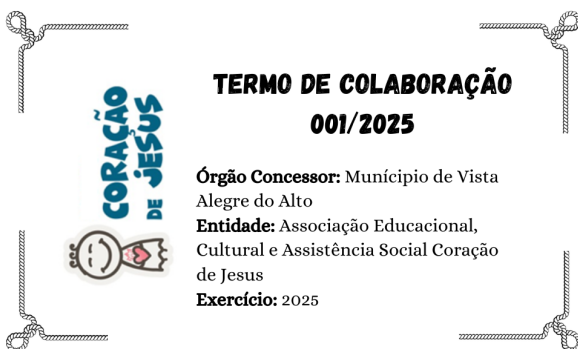 CORAÇÃO
DE JESUS
TERMO DE COLABORAÇÃO
001/2025
Órgão Concessor: Munícipio de Vista
Alegre do Alto
Entidade: Associação Educacional,
Cultural e Assistência Social Coração
de Jesus
Exercício: 2025